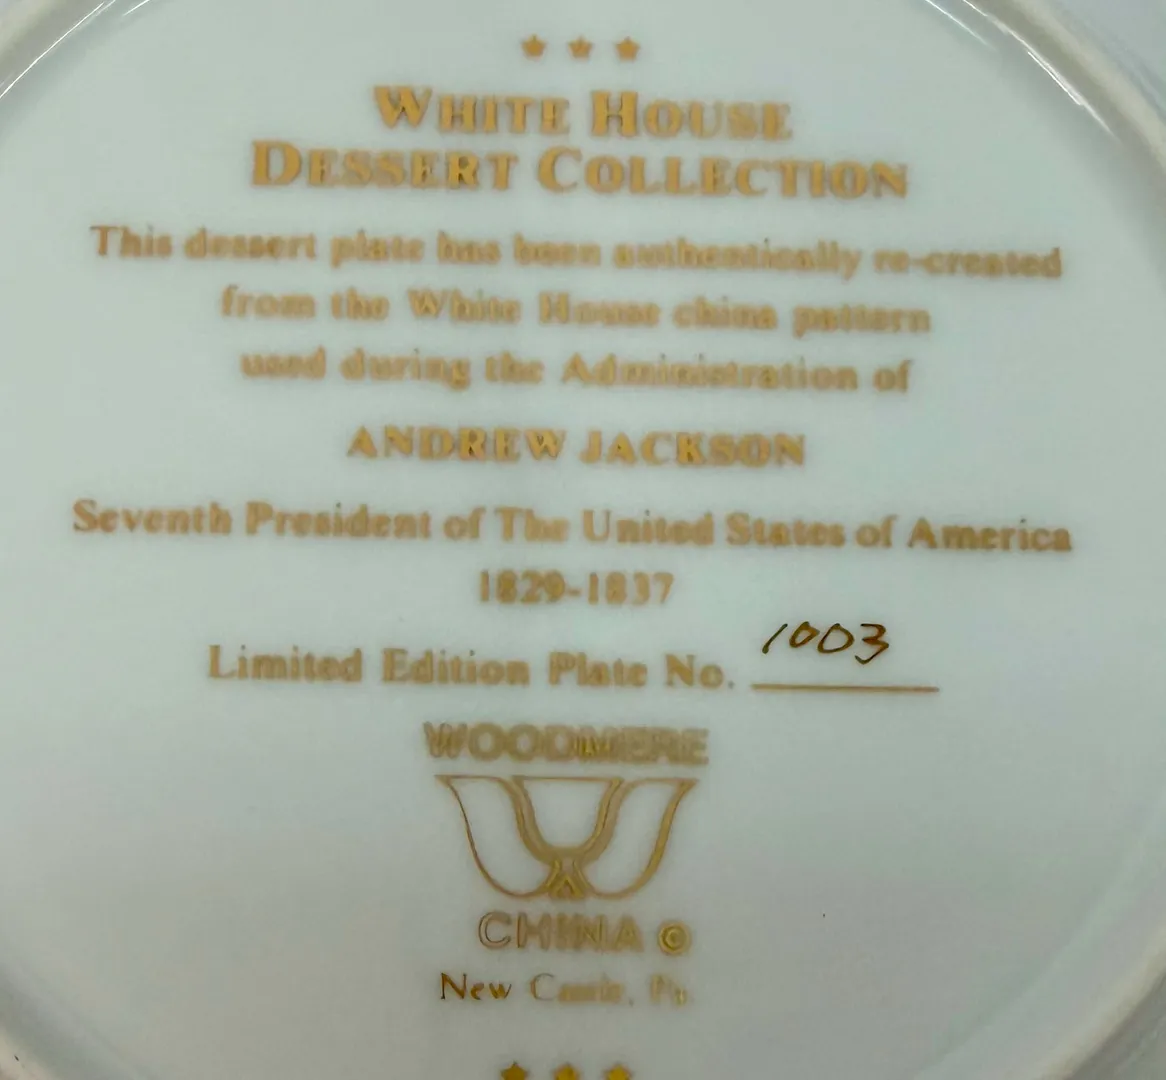 WHITE HOUSE
DESSERT COLLECTION
This dessert plate has been authentically re-created
from the White House china pattern
used during the Administration of
ANDREW JACKSON
Seventh President of The United States of America
1829-1837
Limited Edition Plate No. 1003
WOODMERE
CHINA ©
New Castle, Pa.